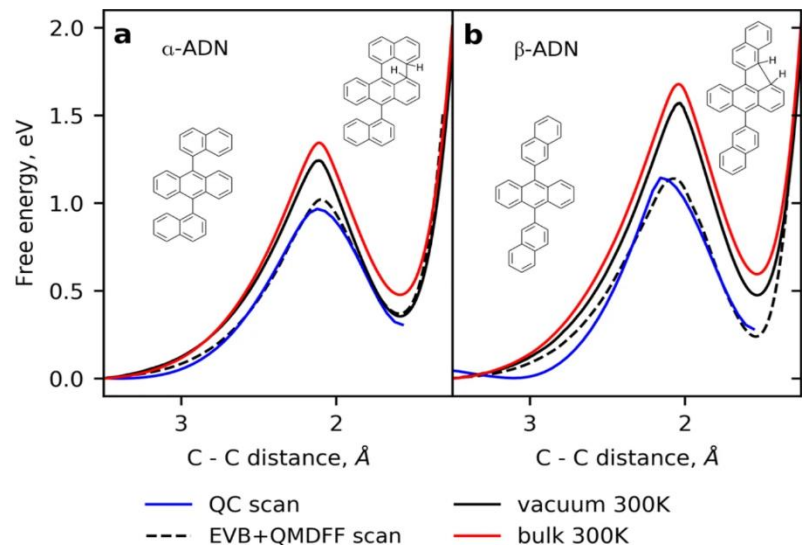 2.0
1.5
1.0
0.5
0.0
Free energy, eV
a
α-ADN
H
H
3
2
C - C distance, Å
b
β-ADN
H
H
3
2
C - C distance, Å
QC scan
EVB+QMDFF scan
vacuum 300K
bulk 300K